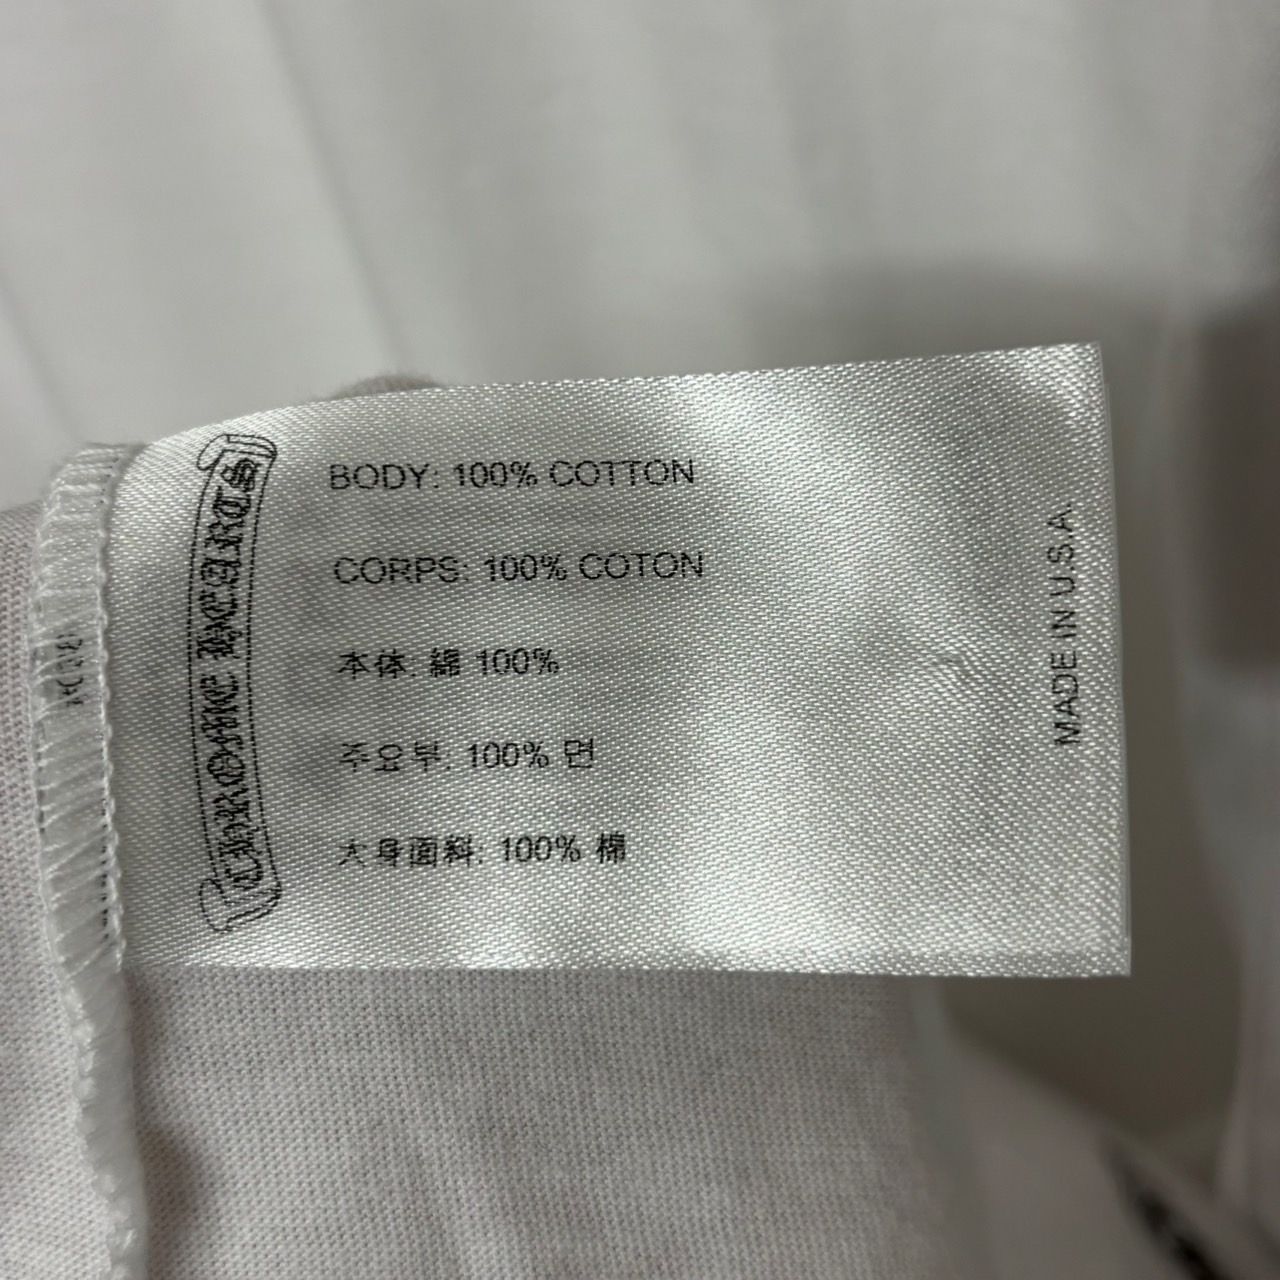 CHROME HEARTS
BODY: 100% COTTON
CORPS: 100% COTON
本体: 綿 100%
주요부: 100% 면
大身面料: 100% 棉
MADE IN U.S.A.